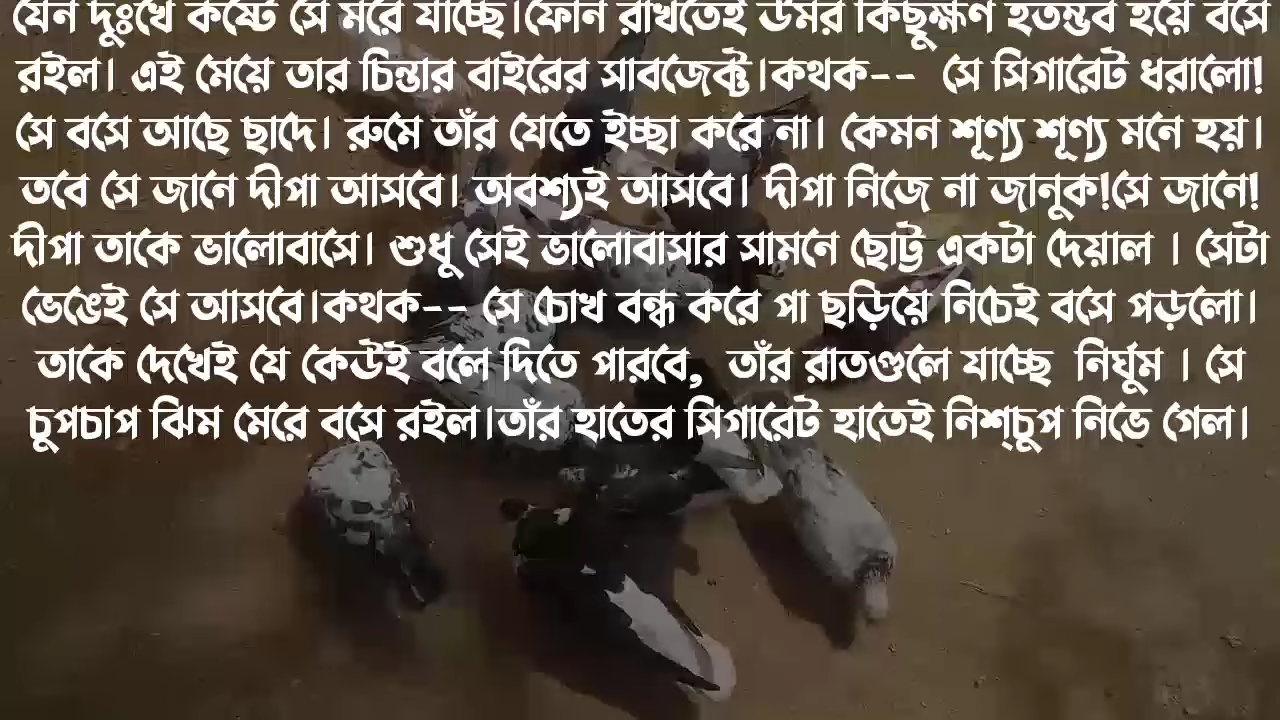 যেন দুঃখে কষ্টে সে মরে যাচ্ছে।ফোন রাখতেই উমর কিছুক্ষণ হতম্ভব হয়ে বসে
রইল। এই মেয়ে তার চিন্তার বাইরের সাবজেক্ট।কথক-- সে সিগারেট ধরালো!
সে বসে আছে ছাদে। রুমে তাঁর যেতে ইচ্ছা করে না। কেমন শূণ্য শূণ্য মনে হয়।
তবে সে জানে দীপা আসবে। অবশ্যই আসবে। দীপা নিজে না জানুক!সে জানে!
দীপা তাকে ভালোবাসে। শুধু সেই ভালোবাসার সামনে ছোট্ট একটা দেয়াল । সেটা
ভেঙেই সে আসবে।কথক-- সে চোখ বন্ধ করে পা ছড়িয়ে নিচেই বসে পড়লো।
তাকে দেখেই যে কেউই বলে দিতে পারবে, তাঁর রাতগুলে যাচ্ছে নির্ঘুম । সে
চুপচাপ ঝিম মেরে বসে রইল।তাঁর হাতের সিগারেট হাতেই নিশ্চুপ নিভে গেল।